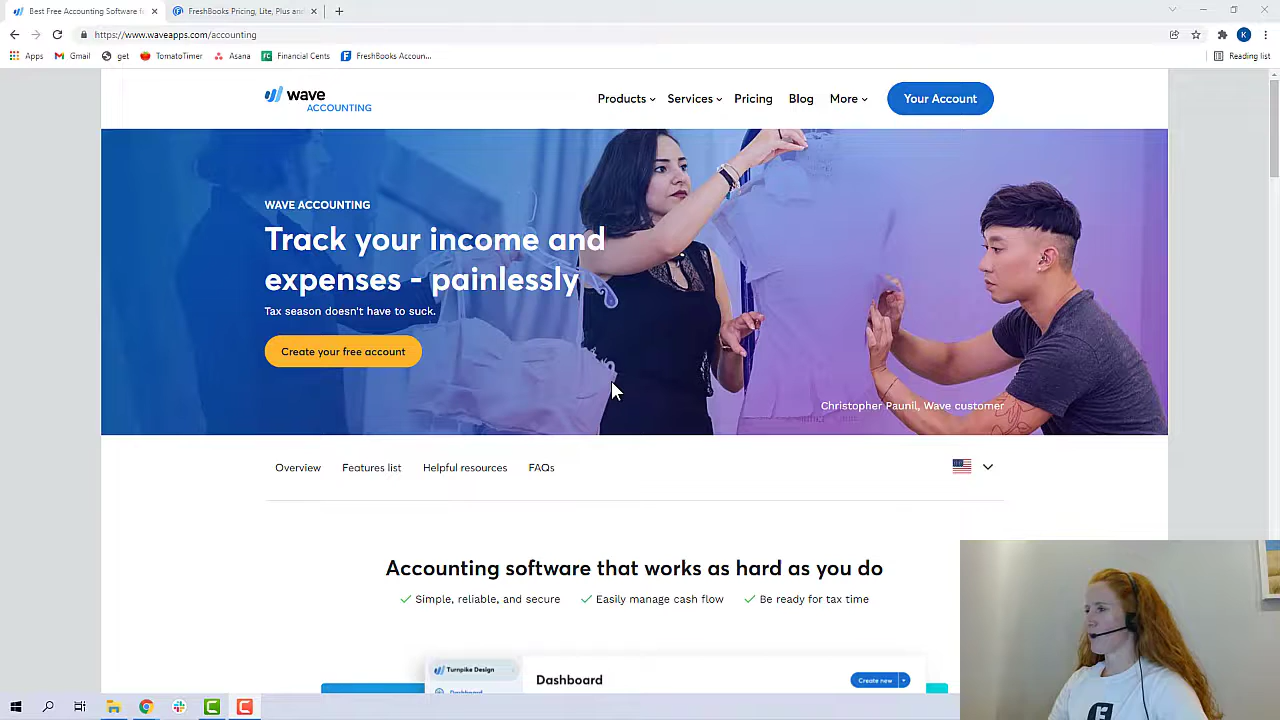 Best Free Accounting Software fo
FreshBooks Pricing, Lite, Plus and
https://www.waveapps.com/accounting
K
Apps
Gmail
get
TomatoTimer
Asana
FC Financial Cents
FreshBooks Accoun...
Reading list
wave
ACCOUNTING
Products
Services
Pricing
Blog
More
Your Account
WAVE ACCOUNTING
Track your income and
expenses - painlessly
Tax season doesn't have to suck.
Create your free account
Christopher Paunil, Wave customer
Overview
Features list
Helpful resources
FAQs
Accounting software that works as hard as you do
Simple, reliable, and secure
Easily manage cash flow
Be ready for tax time
Turnpike Design
Dashboard
Create new
Dashboard